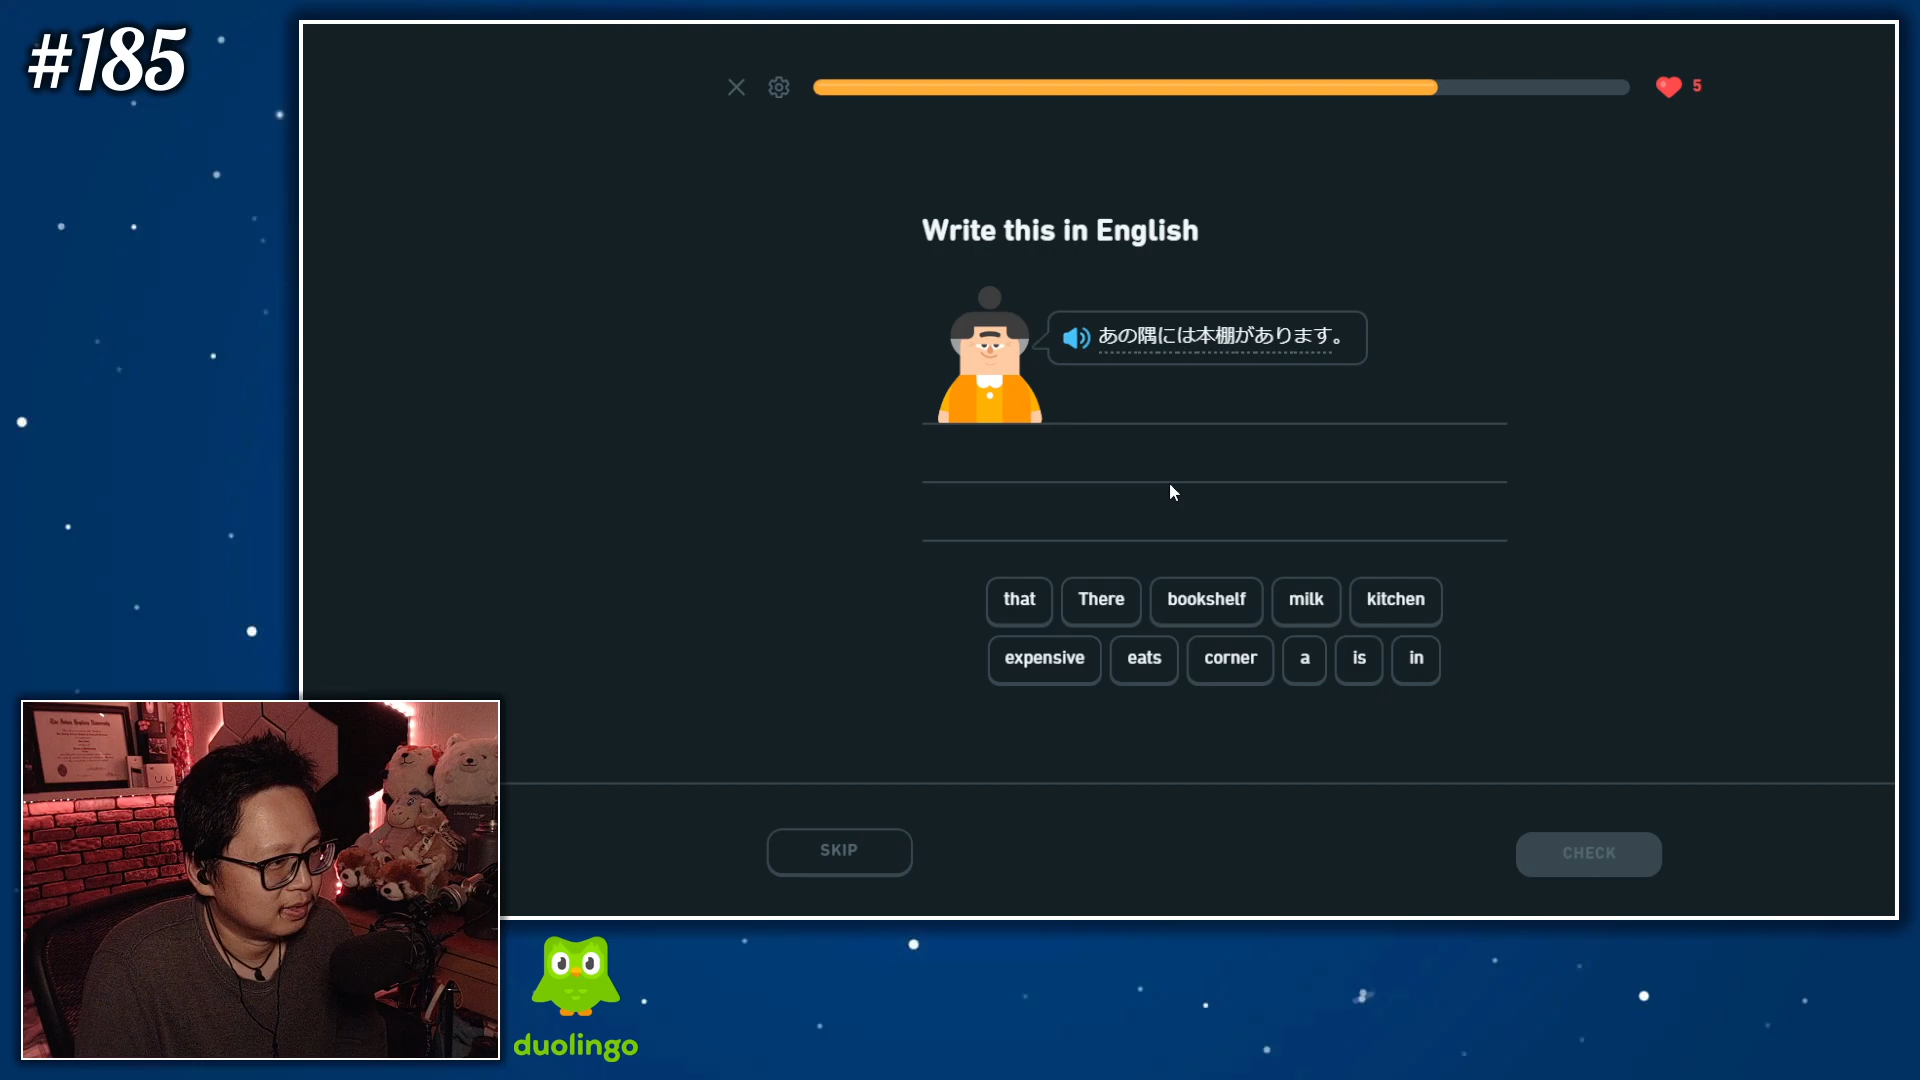 #185
5
Write this in English
あの隅には本棚があります。
that There bookshelf milk kitchen
expensive eats corner a is in
SKIP CHECK
duolingo